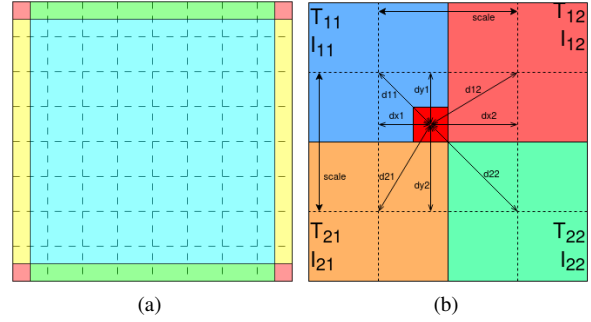 T11
I11
scale
T12
I12
d11
dy1
d12
dx1
dx2
scale
d21
dy2
d22
T21
I21
T22
I22
(a)
(b)